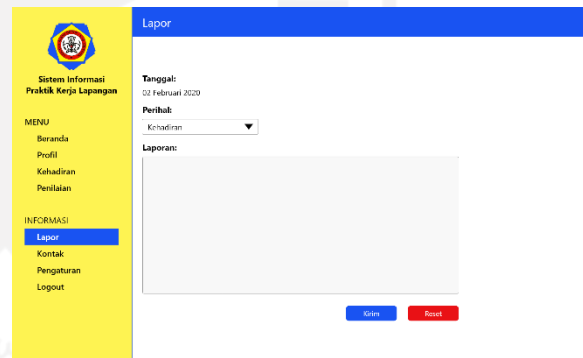 Lapor
Sistem Informasi
Praktik Kerja Lapangan
MENU
Beranda
Profil
Kehadiran
Penilaian
INFORMASI
Lapor
Kontak
Pengaturan
Logout
Tanggal:
02 Februari 2020
Perihal:
Kehadiran
Laporan:
Kirim
Reset